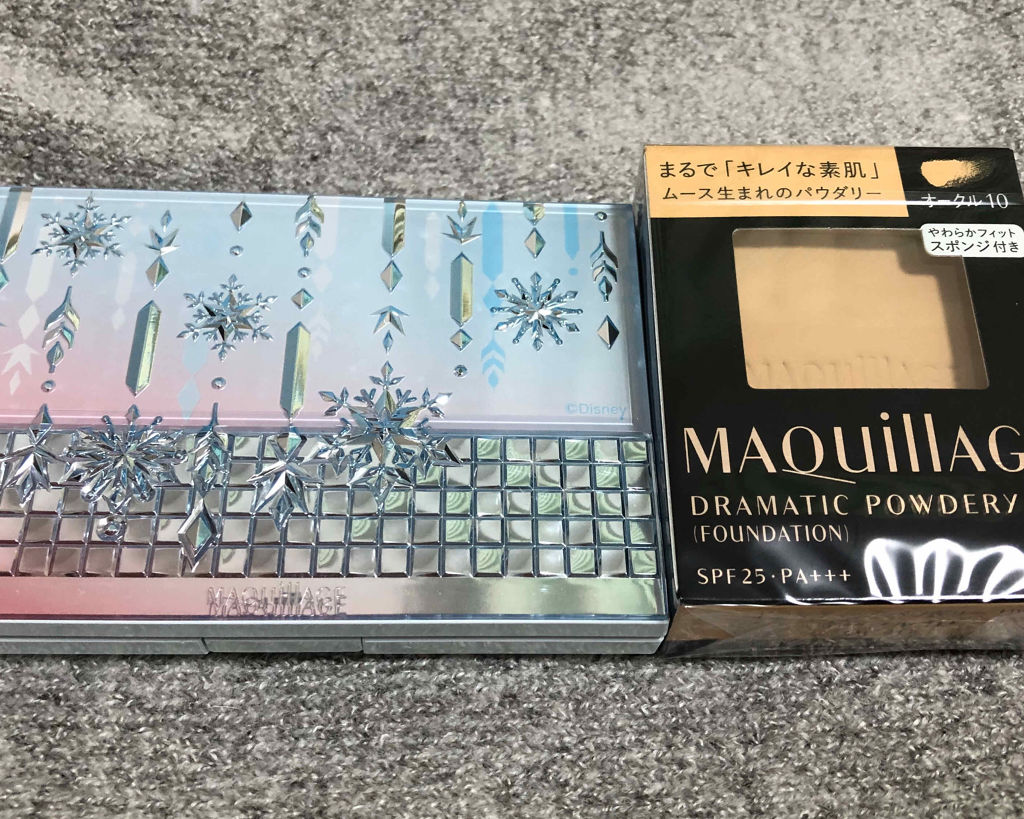 ©Disney
MAQuillAGE
まるで「キレイな素肌」
ムース生まれのパウダリー
オークル10
やわらかフィット
スポンジ付き
MAQuillAG
DRAMATIC POWDERY
(FOUNDATION)
SPF25・PA+++